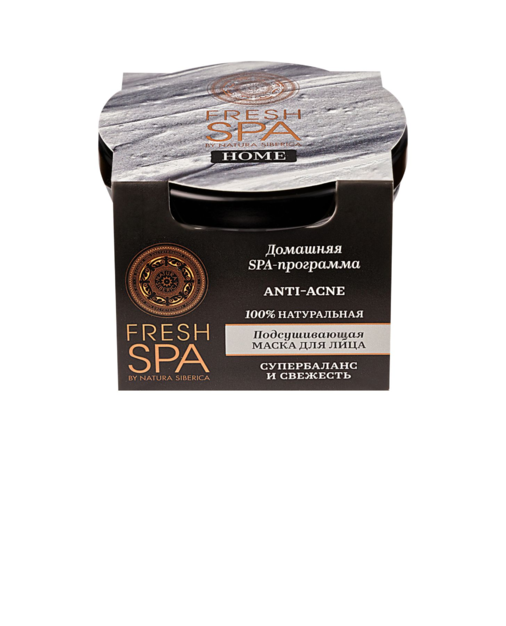 FRESH
SPA
BY NATURA SIBERICA
HOME
Домашняя
SPA-программа
ANTI-ACNE
100% НАТУРАЛЬНАЯ
Подсушивающая
МАСКА ДЛЯ ЛИЦА
СУПЕРБАЛАНС
И СВЕЖЕСТЬ
FRESH
SPA
BY NATURA SIBERICA